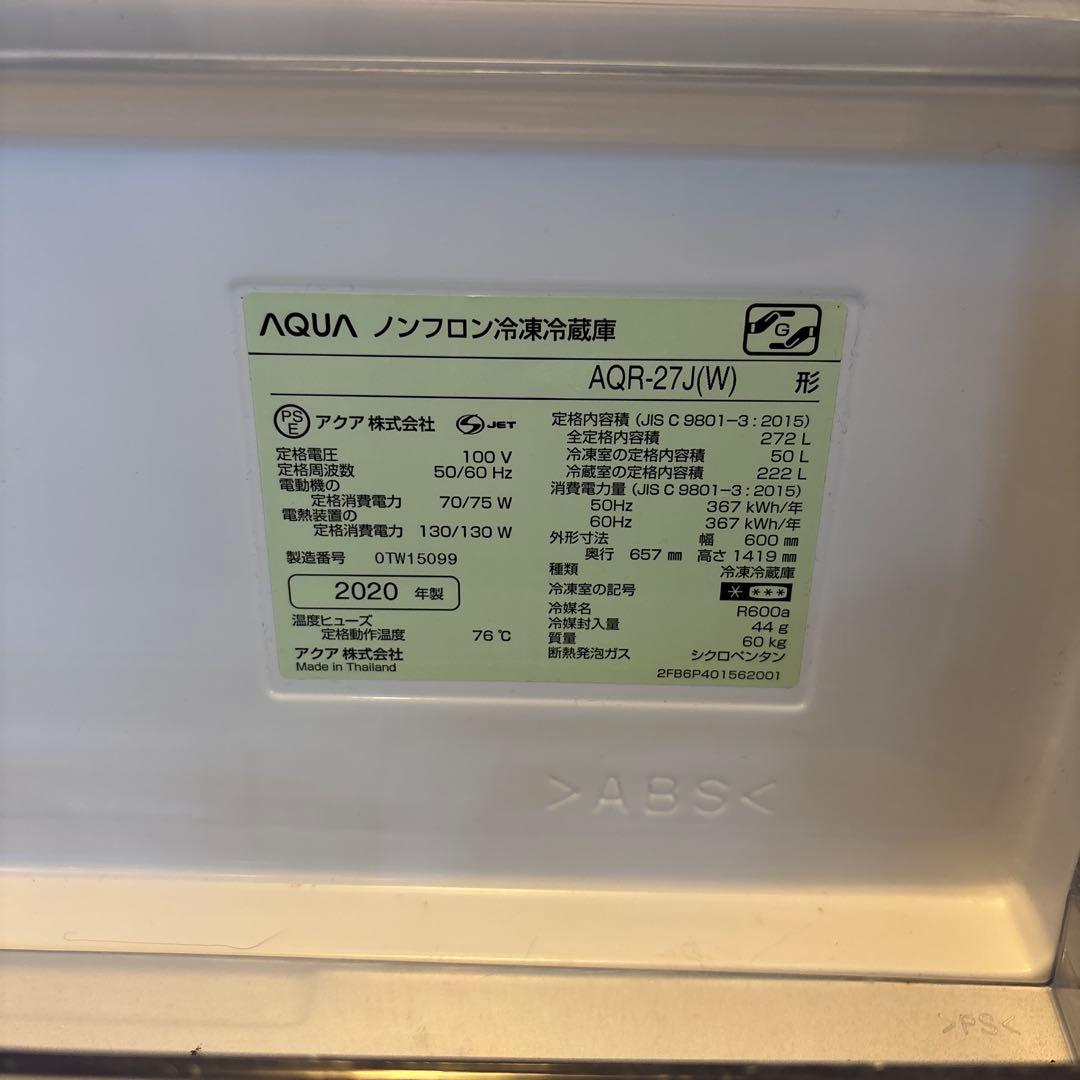 AQUA ノンフロン冷凍冷蔵庫
G
AQR-27J(W) 形
PSE アクア株式会社 S JET
定格電圧 100 V
定格周波数 50/60 Hz
電動機の
定格消費電力 70/75 W
電熱装置の
定格消費電力 130/130 W
製造番号 0TW15099
2020 年製
温度ヒューズ
定格動作温度 76 ℃
アクア株式会社
Made in Thailand
定格内容積 (JIS C 9801-3 : 2015)
全定格内容積 272 L
冷凍室の定格内容積 50 L
冷蔵室の定格内容積 222 L
消費電力量 (JIS C 9801-3 : 2015)
50Hz 367 kWh/年
60Hz 367 kWh/年
外形寸法 幅 600 mm
奥行 657 mm 高さ 1419 mm
種類 冷凍冷蔵庫
冷凍室の記号 * ***
冷媒名 R600a
冷媒封入量 44 g
質量 60 kg
断熱発泡ガス シクロペンタン
2FB6P401562001
>ABS<
>PS<